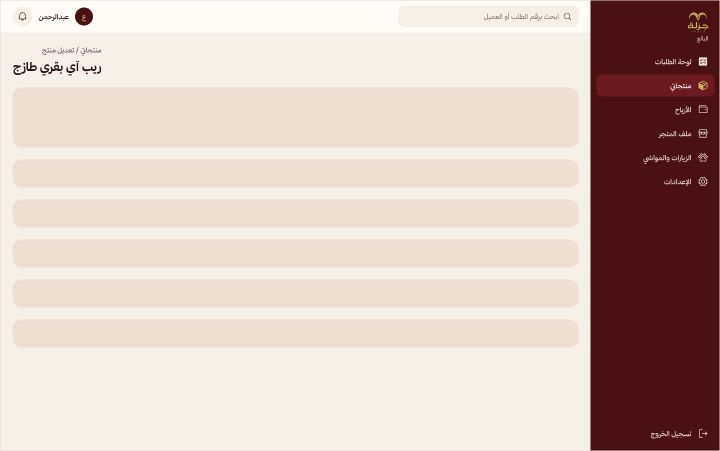 جزلة
البائع
لوحة الطلبات
منتجاتي
الأرباح
ملف المتجر
الزيارات والمواشي
الإعدادات
تسجيل الخروج
ابحث برقم الطلب أو العميل
ع
عبدالرحمن
منتجاتي / تعديل منتج
ريب آي بقري طازج